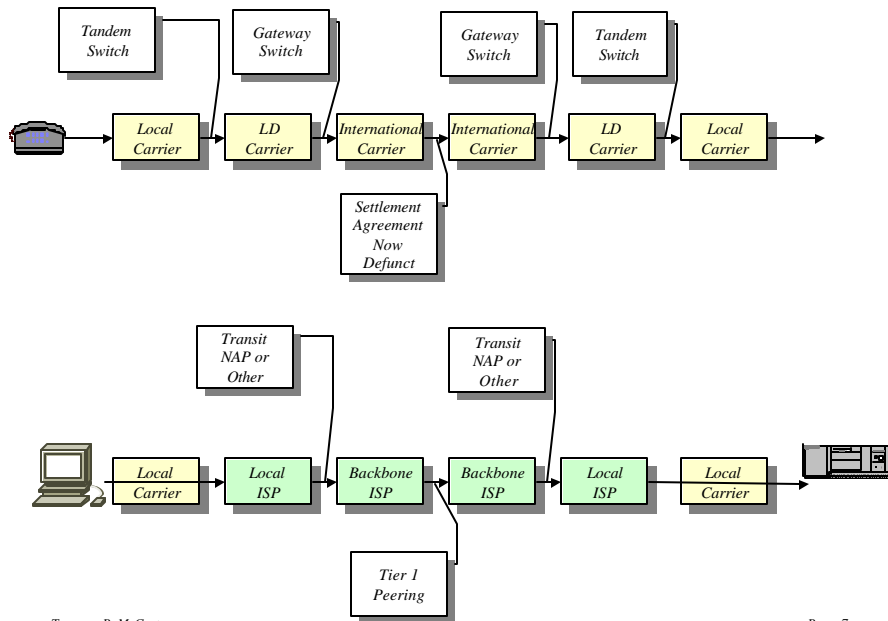 Tandem
Switch
Gateway
Switch
Gateway
Switch
Tandem
Switch
Local
Carrier
LD
Carrier
International
Carrier
International
Carrier
LD
Carrier
Local
Carrier
Settlement
Agreement
Now
Defunct
Transit
NAP or
Other
Transit
NAP or
Other
Local
Carrier
Local
ISP
Backbone
ISP
Backbone
ISP
Local
ISP
Local
Carrier
Tier 1
Peering